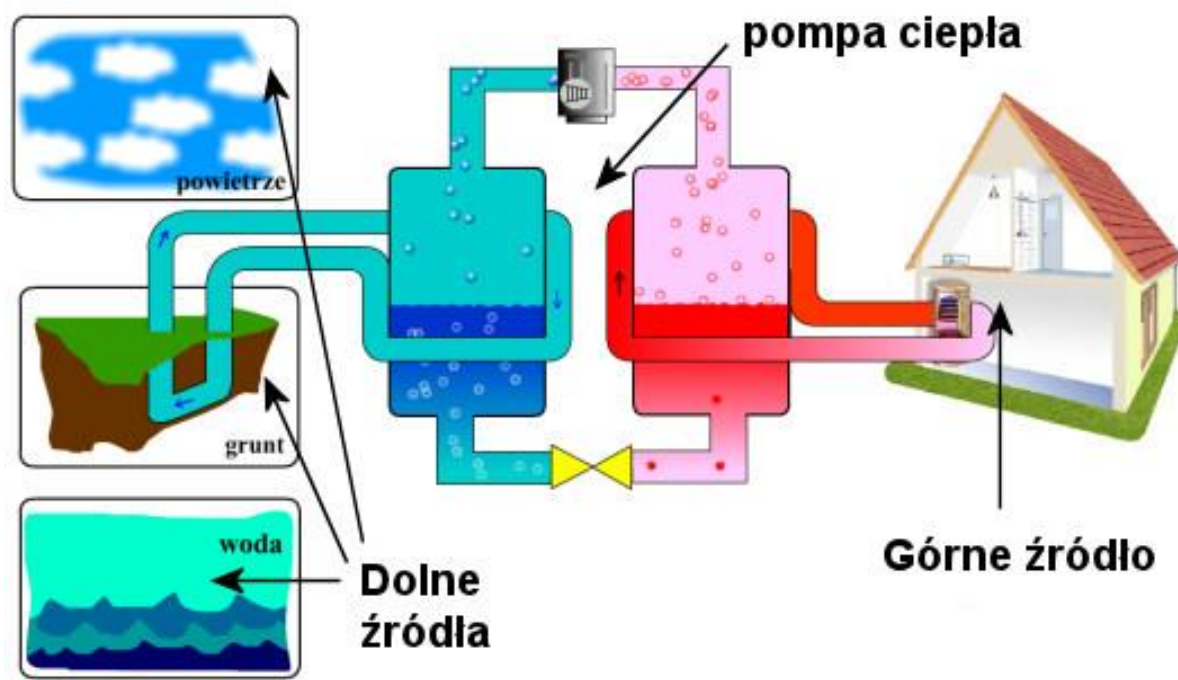 pompa ciepła
powietrze
grunt
woda
Dolne
źródła
Górne źródło